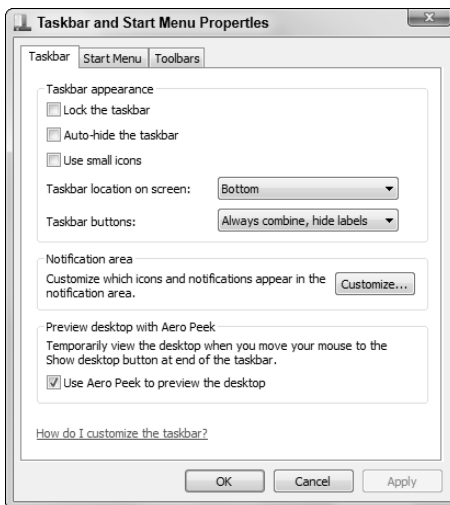 Taskbar and Start Menu Properties
Taskbar
Start Menu
Toolbars
Taskbar appearance
Lock the taskbar
Auto-hide the taskbar
Use small icons
Taskbar location on screen:
Bottom
Taskbar buttons:
Always combine, hide labels
Notification area
Customize which icons and notifications appear in the
notification area.
Customize...
Preview desktop with Aero Peek
Temporarily view the desktop when you move your mouse to the
Show desktop button at end of the taskbar.
Use Aero Peek to preview the desktop
How do I customize the taskbar?
OK
Cancel
Apply